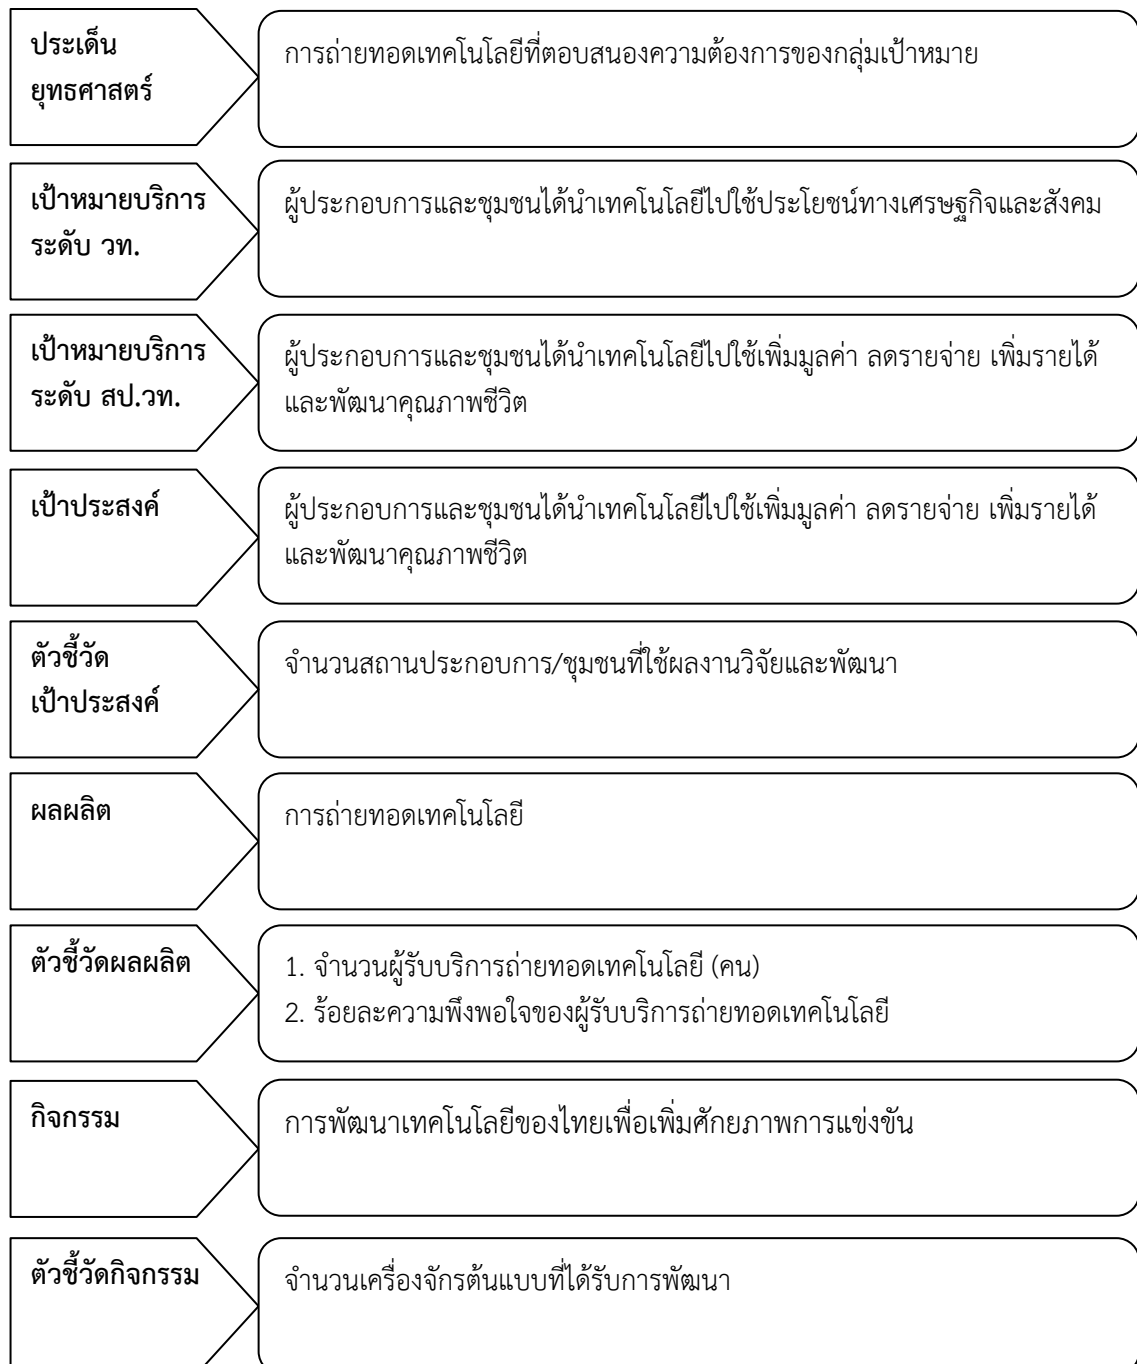 ประเด็น
ยุทธศาสตร์
การถ่ายทอดเทคโนโลยีที่ตอบสนองความต้องการของกลุ่มเป้าหมาย
เป้าหมายบริการ
ระดับ วท.
ผู้ประกอบการและชุมชนได้นำเทคโนโลยีไปใช้ประโยชน์ทางเศรษฐกิจและสังคม
เป้าหมายบริการ
ระดับ สป.วท.
ผู้ประกอบการและชุมชนได้นำเทคโนโลยีไปใช้เพิ่มมูลค่า ลดรายจ่าย เพิ่มรายได้
และพัฒนาคุณภาพชีวิต
เป้าประสงค์
ผู้ประกอบการและชุมชนได้นำเทคโนโลยีไปใช้เพิ่มมูลค่า ลดรายจ่าย เพิ่มรายได้
และพัฒนาคุณภาพชีวิต
ตัวชี้วัด
เป้าประสงค์
จำนวนสถานประกอบการ/ชุมชนที่ใช้ผลงานวิจัยและพัฒนา
ผลผลิต
การถ่ายทอดเทคโนโลยี
ตัวชี้วัดผลผลิต
1. จำนวนผู้รับบริการถ่ายทอดเทคโนโลยี (คน)
2. ร้อยละความพึงพอใจของผู้รับบริการถ่ายทอดเทคโนโลยี
กิจกรรม
การพัฒนาเทคโนโลยีของไทยเพื่อเพิ่มศักยภาพการแข่งขัน
ตัวชี้วัดกิจกรรม
จำนวนเครื่องจักรต้นแบบที่ได้รับการพัฒนา